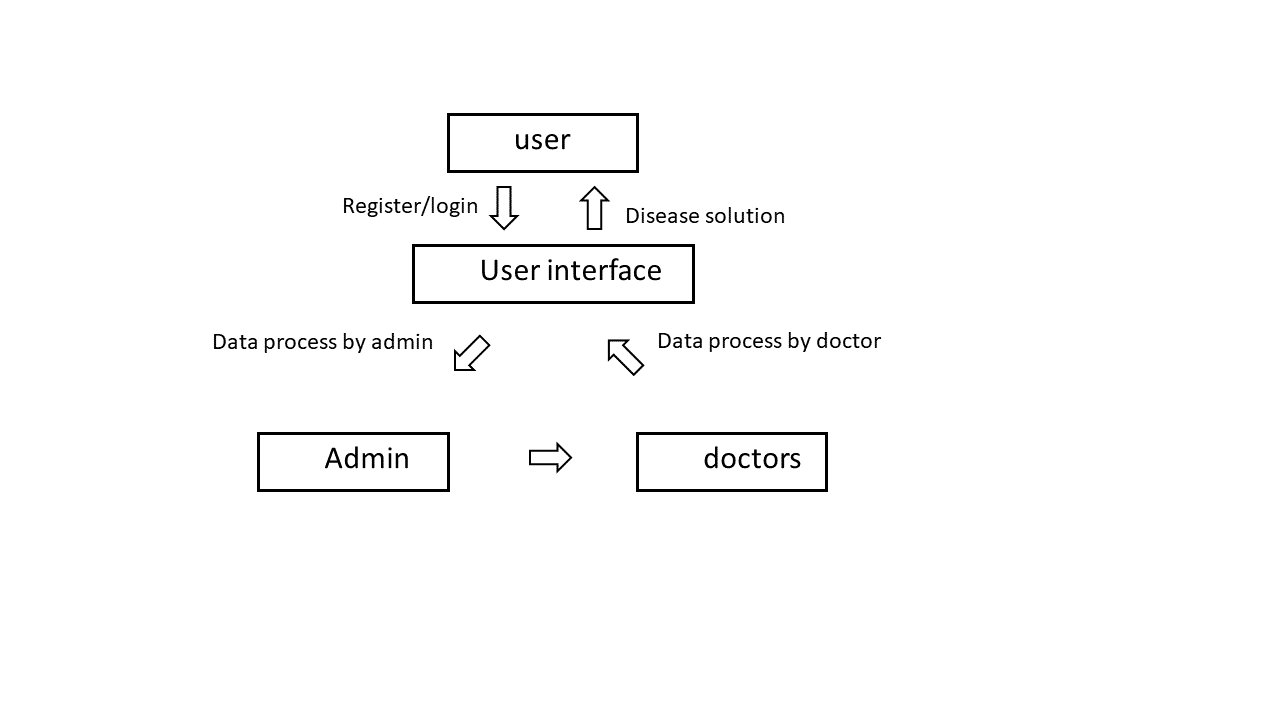 user
Register/login
Disease solution
User interface
Data process by admin
Data process by doctor
Admin
doctors